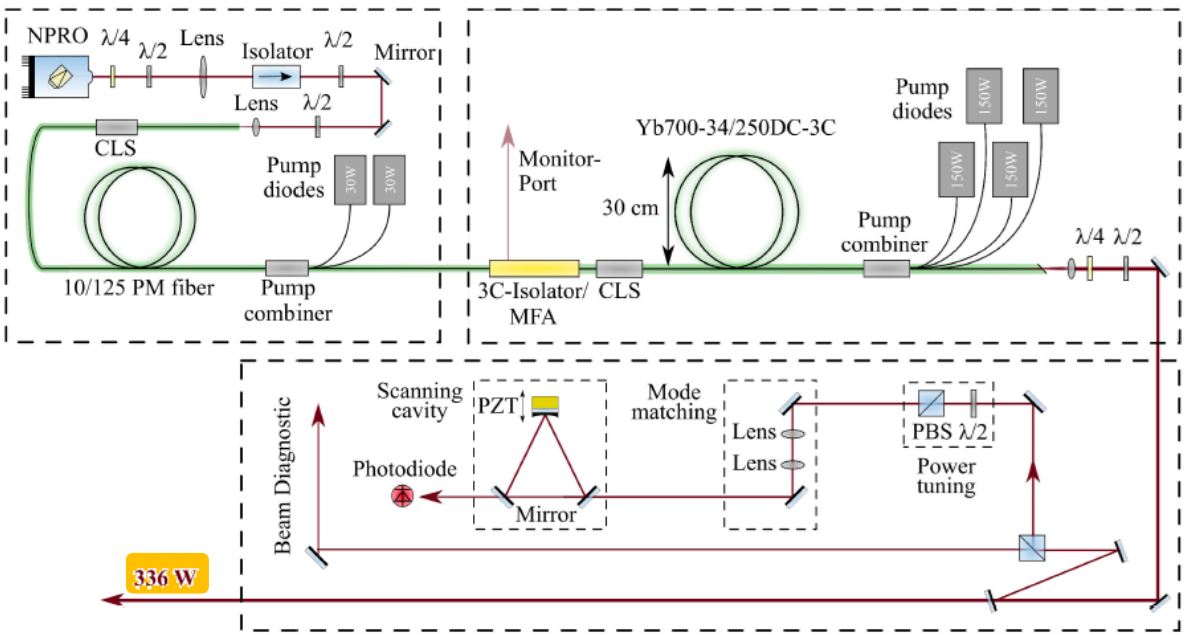 NPRO
λ/4
λ/2
Lens
Isolator
λ/2
Mirror
Lens
λ/2
CLS
Pump
diodes
30W
30W
10/125 PM fiber
Pump
combiner
Monitor-
Port
3C-Isolator/
MFA
CLS
30 cm
Yb700-34/250DC-3C
Pump
diodes
150W
150W
150W
150W
Pump
combiner
λ/4
λ/2
Beam Diagnostic
Scanning
cavity
PZT
Photodiode
Mirror
Mode
matching
Lens
Lens
PBS
λ/2
Power
tuning
336 W